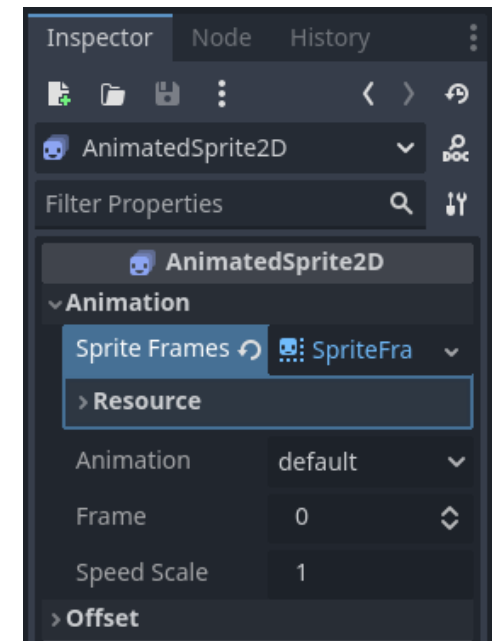 Inspector Node History
AnimatedSprite2D
DOC
Filter Properties
AnimatedSprite2D
Animation
Sprite Frames SpriteFra
Resource
Animation default
Frame 0
Speed Scale 1
Offset